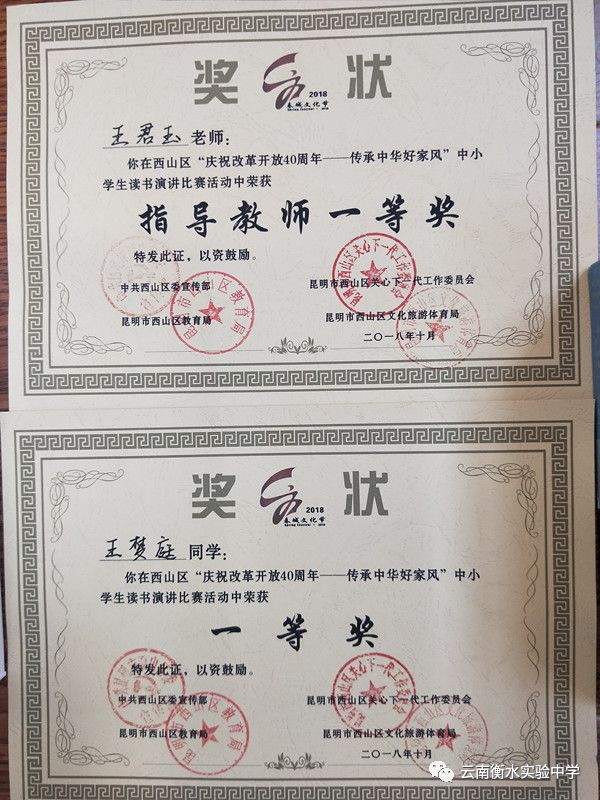 奖 状
2018
春城文化节
王君玉老师：
你在西山区“庆祝改革开放40周年——传承中华好家风”中小
学生读书演讲比赛活动中荣获
指导教师一等奖
特发此证，以资鼓励。
中共西山区委宣传部 昆明市西山区关心下一代工作委员会
昆明市西山区教育局 昆明市西山区文化旅游体育局
二〇一八年十月
奖 状
2018
春城文化节
王梦庭同学：
你在西山区“庆祝改革开放40周年——传承中华好家风”中小
学生读书演讲比赛活动中荣获
一等奖
特发此证，以资鼓励。
中共西山区委宣传部 昆明市西山区关心下一代工作委员会
昆明市西山区教育局 昆明市西山区文化旅游体育局
二〇一八年十月
云南衡水实验中学